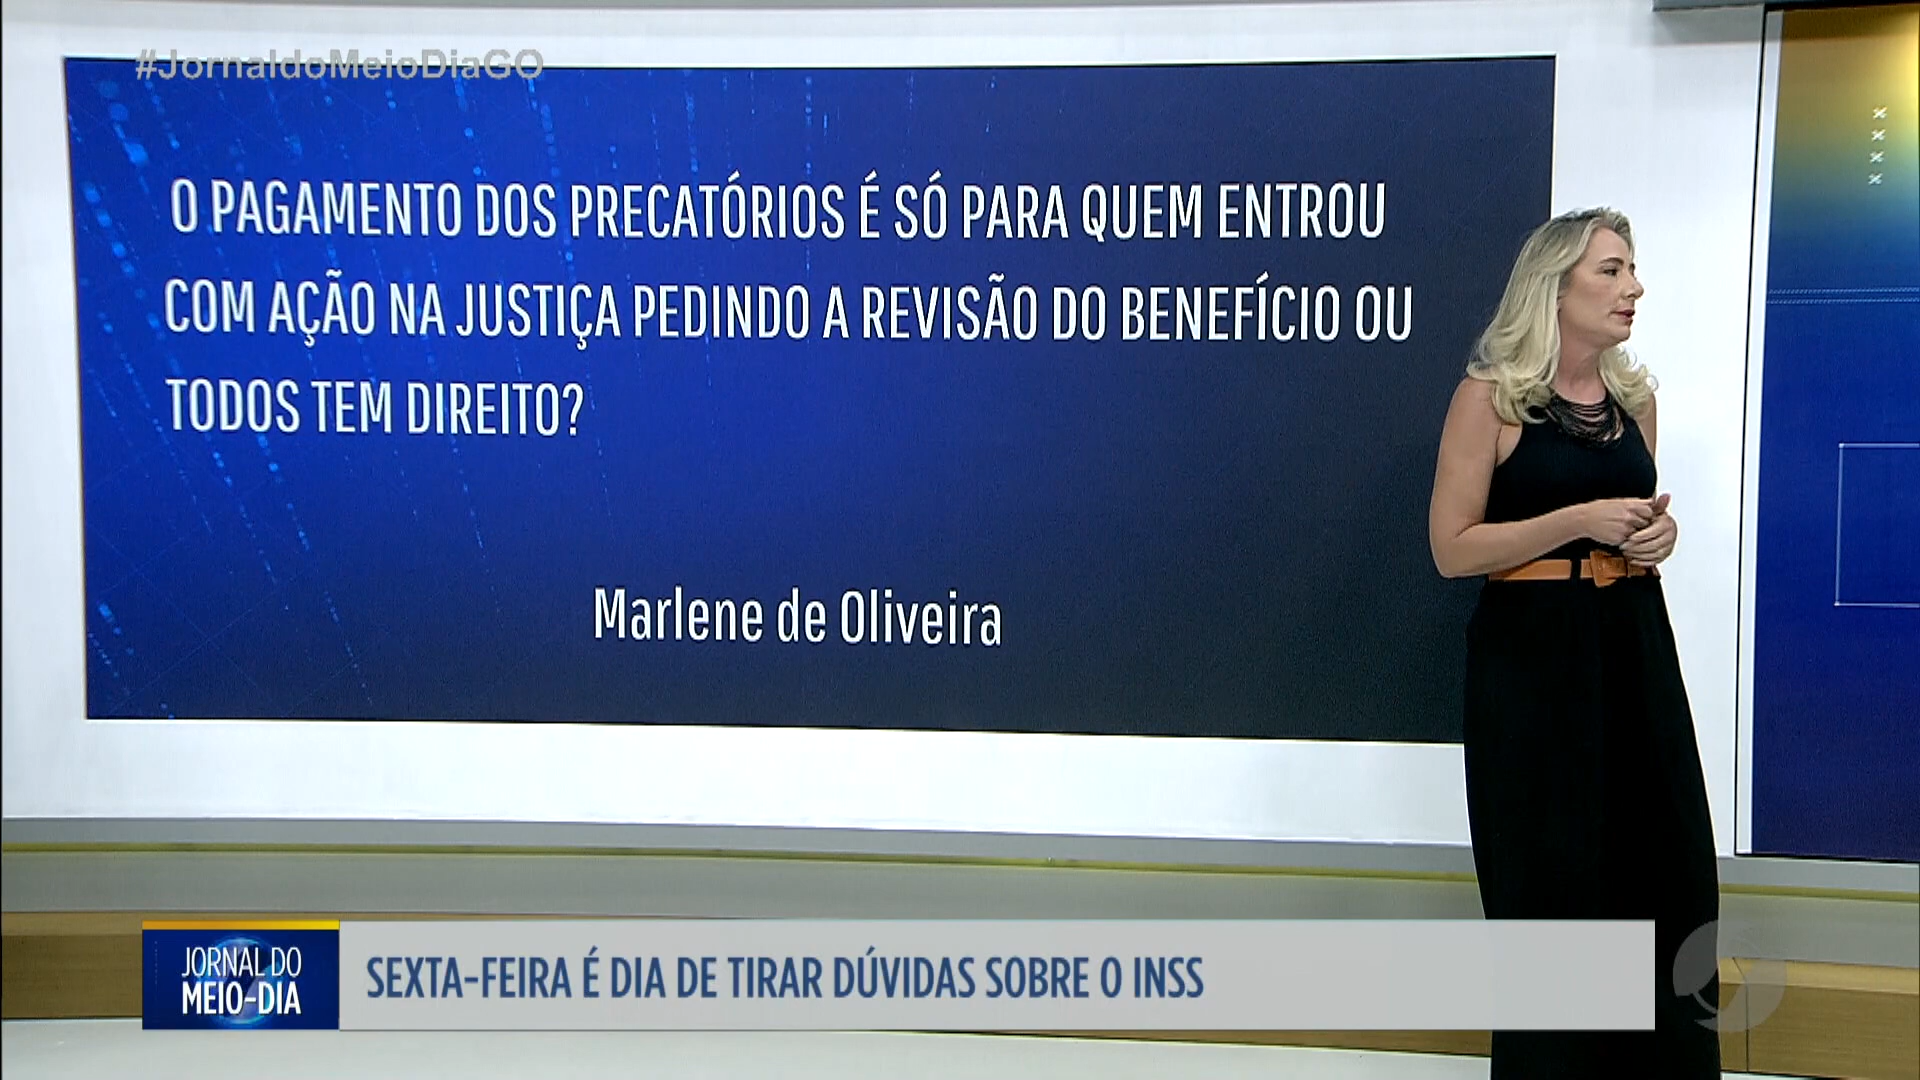 #JornaldoMeioDiaGO
O PAGAMENTO DOS PRECATÓRIOS É SÓ PARA QUEM ENTROU
COM AÇÃO NA JUSTIÇA PEDINDO A REVISÃO DO BENEFÍCIO OU
TODOS TEM DIREITO?
Marlene de Oliveira
JORNAL DO
MEIO-DIA
SEXTA-FEIRA É DIA DE TIRAR DÚVIDAS SOBRE O INSS